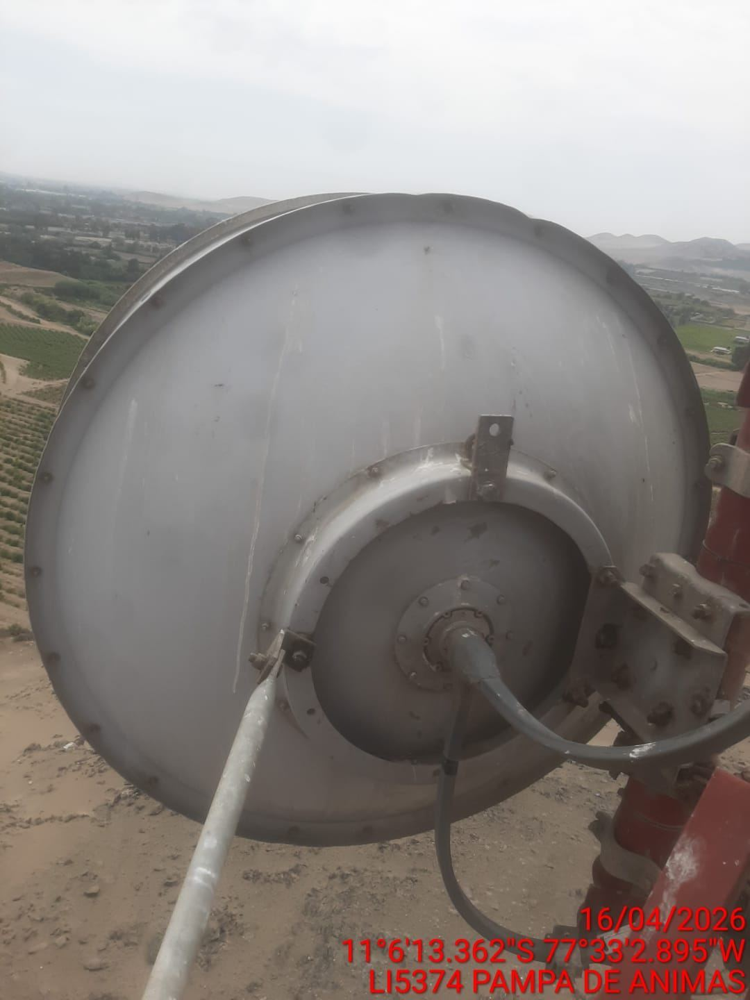 16/04/2026
11°6'13.362"S 77°33'2.895"W
LI5374 PAMPA DE ANIMAS